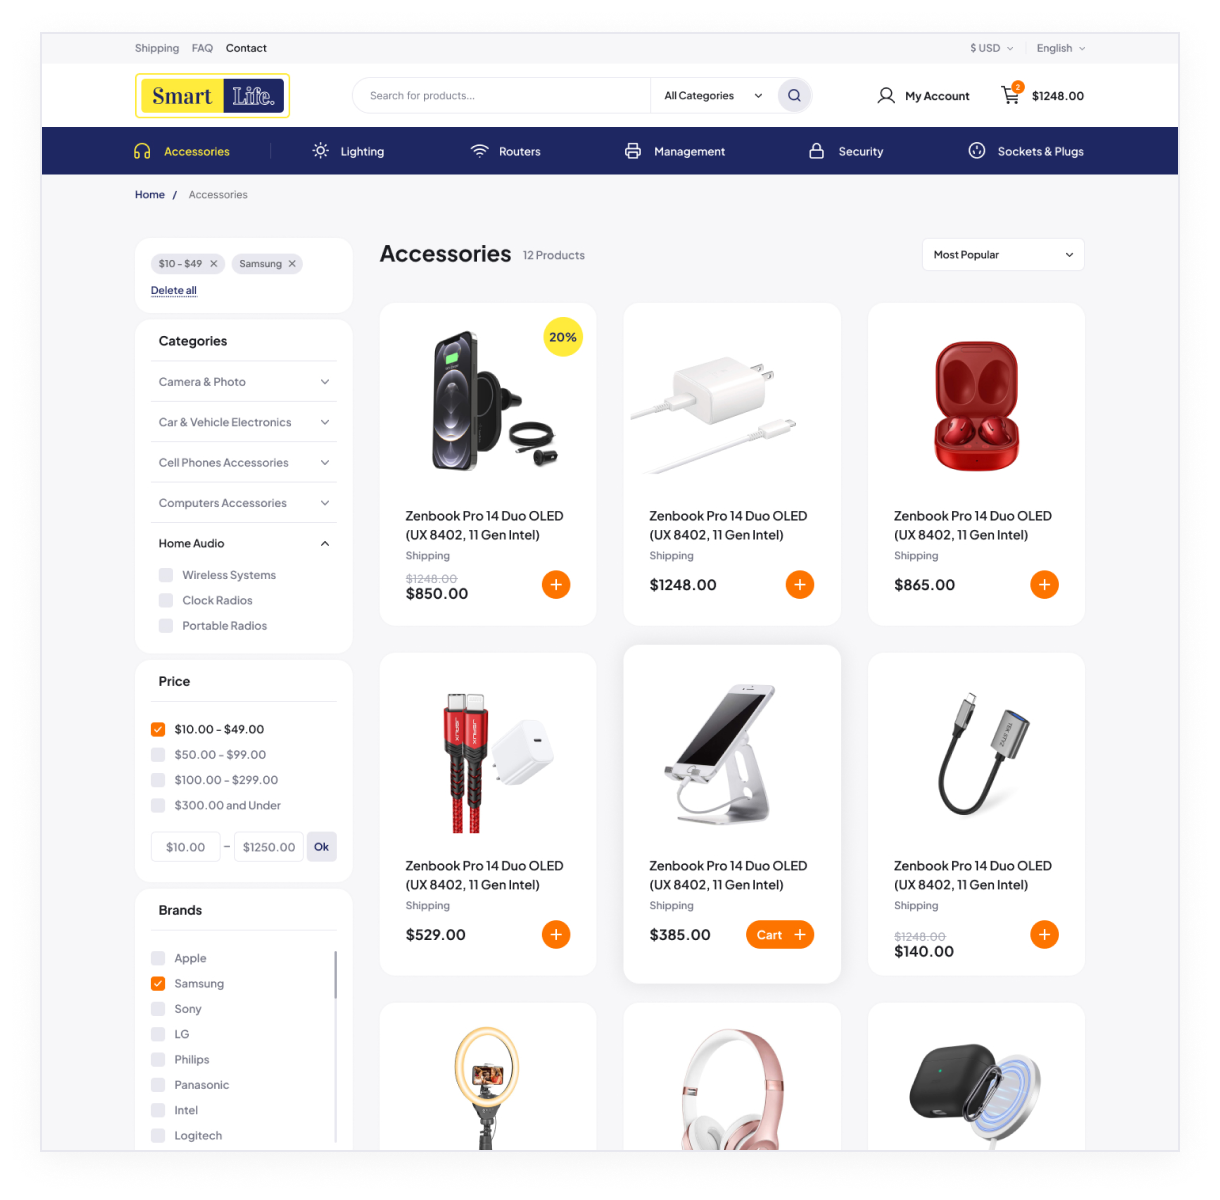 Shipping FAQ Contact
$ USD English
Smart Life.
Search for products...
All Categories
My Account
2
$1248.00
Accessories Lighting Routers Management Security Sockets & Plugs
Home / Accessories
$10 - $49 ×
Samsung ×
Delete all
Accessories 12 Products
Most Popular
Categories
Camera & Photo
Car & Vehicle Electronics
Cell Phones Accessories
Computers Accessories
Home Audio
Wireless Systems
Clock Radios
Portable Radios
Price
$10.00 - $49.00
$50.00 - $99.00
$100.00 - $299.00
$300.00 and Under
$10.00 - $1250.00 Ok
Brands
Apple
Samsung
Sony
LG
Philips
Panasonic
Intel
Logitech
20%
Zenbook Pro 14 Duo OLED
(UX 8402, 11 Gen Intel)
Shipping
$1248.00
$850.00
Zenbook Pro 14 Duo OLED
(UX 8402, 11 Gen Intel)
Shipping
$1248.00
Zenbook Pro 14 Duo OLED
(UX 8402, 11 Gen Intel)
Shipping
$865.00
JSAUX
JSAUX
Zenbook Pro 14 Duo OLED
(UX 8402, 11 Gen Intel)
Shipping
$529.00
Zenbook Pro 14 Duo OLED
(UX 8402, 11 Gen Intel)
Shipping
$385.00
Cart +
Zenbook Pro 14 Duo OLED
(UX 8402, 11 Gen Intel)
Shipping
$1248.00
$140.00